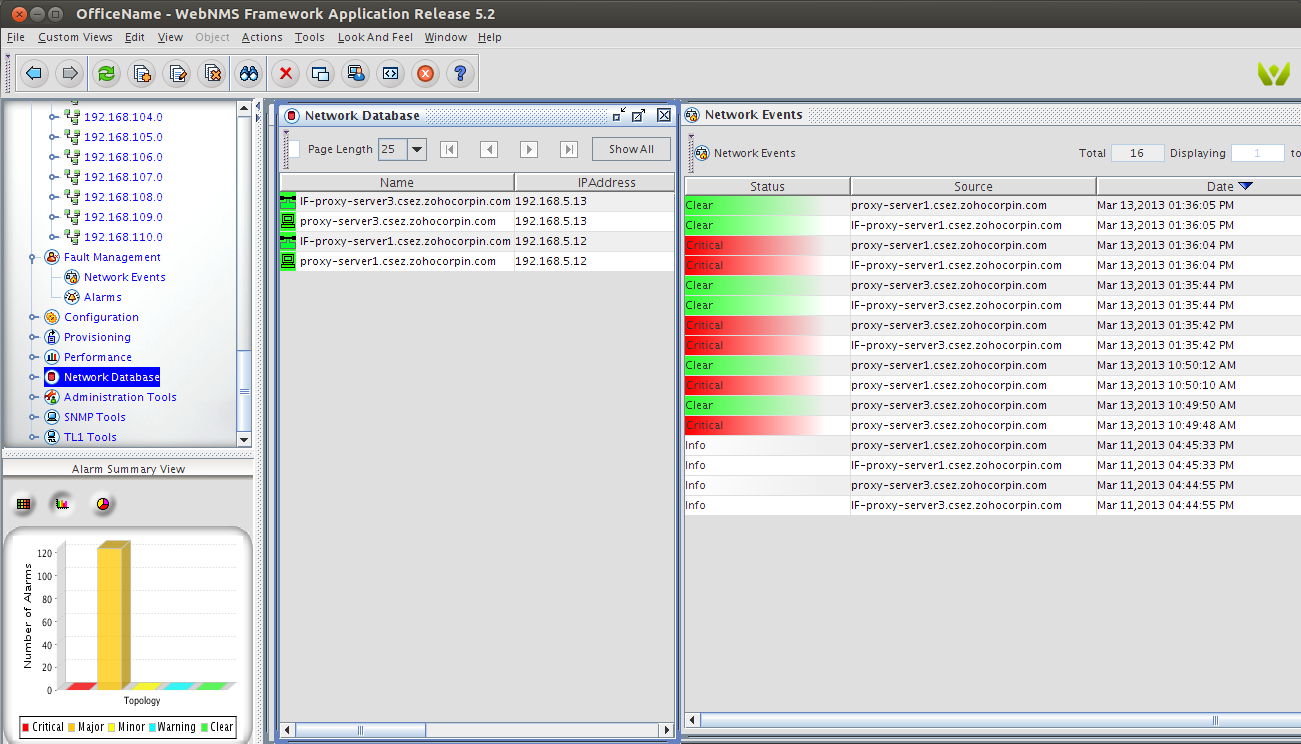 OfficeName - WebNMS Framework Application Release 5.2
File Custom Views Edit View Object Actions Tools Look And Feel Window Help
192.168.104.0
192.168.105.0
192.168.106.0
192.168.107.0
192.168.108.0
192.168.109.0
192.168.110.0
Fault Management
Network Events
Alarms
Configuration
Provisioning
Performance
Network Database
Administration Tools
SNMP Tools
TL1 Tools
Alarm Summary View
Number of Alarms
120
100
80
60
40
20
0
Topology
Critical Major Minor Warning Clear
Network Database
Page Length 25 Show All
Name IPAddress
IF-proxy-server3.csez.zohocorpin.com 192.168.5.13
proxy-server3.csez.zohocorpin.com 192.168.5.13
IF-proxy-server1.csez.zohocorpin.com 192.168.5.12
proxy-server1.csez.zohocorpin.com 192.168.5.12
Network Events
Network Events Total 16 Displaying 1 to
Status Source Date
Clear proxy-server1.csez.zohocorpin.com Mar 13,2013 01:36:05 PM
Clear IF-proxy-server1.csez.zohocorpin.com Mar 13,2013 01:36:05 PM
Critical proxy-server1.csez.zohocorpin.com Mar 13,2013 01:36:04 PM
Critical IF-proxy-server1.csez.zohocorpin.com Mar 13,2013 01:36:04 PM
Clear proxy-server3.csez.zohocorpin.com Mar 13,2013 01:35:44 PM
Clear IF-proxy-server3.csez.zohocorpin.com Mar 13,2013 01:35:44 PM
Critical proxy-server3.csez.zohocorpin.com Mar 13,2013 01:35:42 PM
Critical IF-proxy-server3.csez.zohocorpin.com Mar 13,2013 01:35:42 PM
Clear proxy-server1.csez.zohocorpin.com Mar 13,2013 10:50:12 AM
Critical proxy-server1.csez.zohocorpin.com Mar 13,2013 10:50:10 AM
Clear proxy-server3.csez.zohocorpin.com Mar 13,2013 10:49:50 AM
Critical proxy-server3.csez.zohocorpin.com Mar 13,2013 10:49:48 AM
Info proxy-server1.csez.zohocorpin.com Mar 11,2013 04:45:33 PM
Info IF-proxy-server1.csez.zohocorpin.com Mar 11,2013 04:45:33 PM
Info proxy-server3.csez.zohocorpin.com Mar 11,2013 04:44:55 PM
Info IF-proxy-server3.csez.zohocorpin.com Mar 11,2013 04:44:55 PM